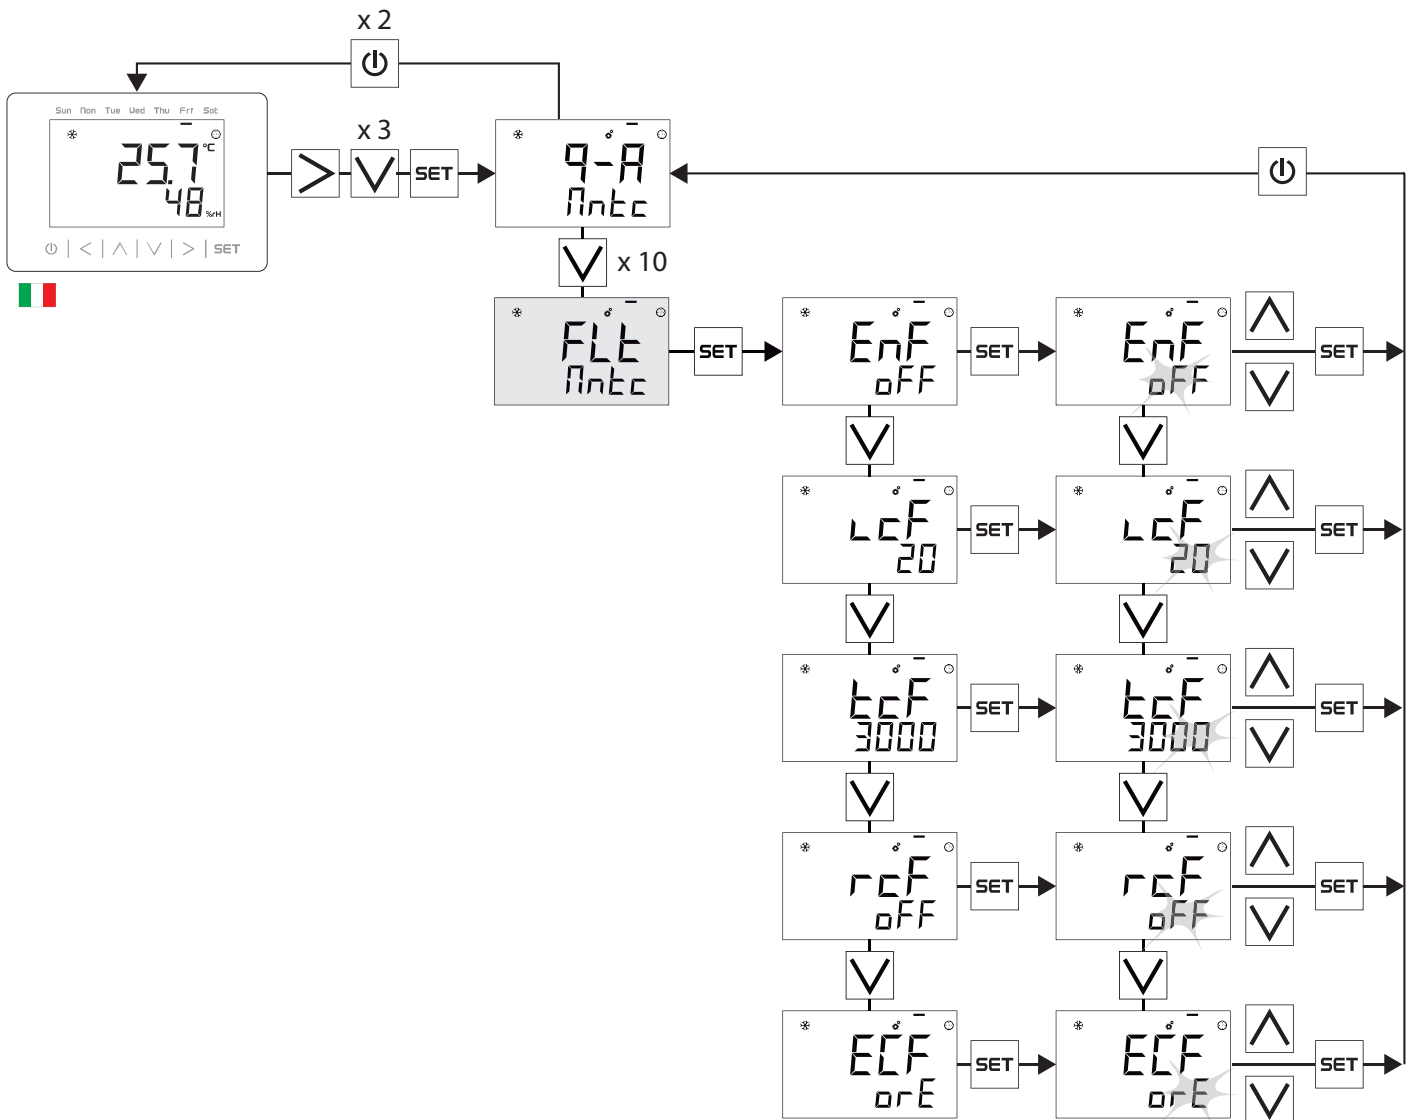 x 2
Sun Mon Tue Wed Thu Fri Sat
25.7 °C
48 %rH
SET
x 3
SET
q-A
Mntc
x 10
FLt
Mntc
SET
EnF
oFF
SET
EnF
oFF
SET
LcF
20
SET
LcF
20
SET
tcF
3000
SET
tcF
3000
SET
rcF
oFF
SET
rcF
oFF
SET
ECF
orE
SET
ECF
orE
SET